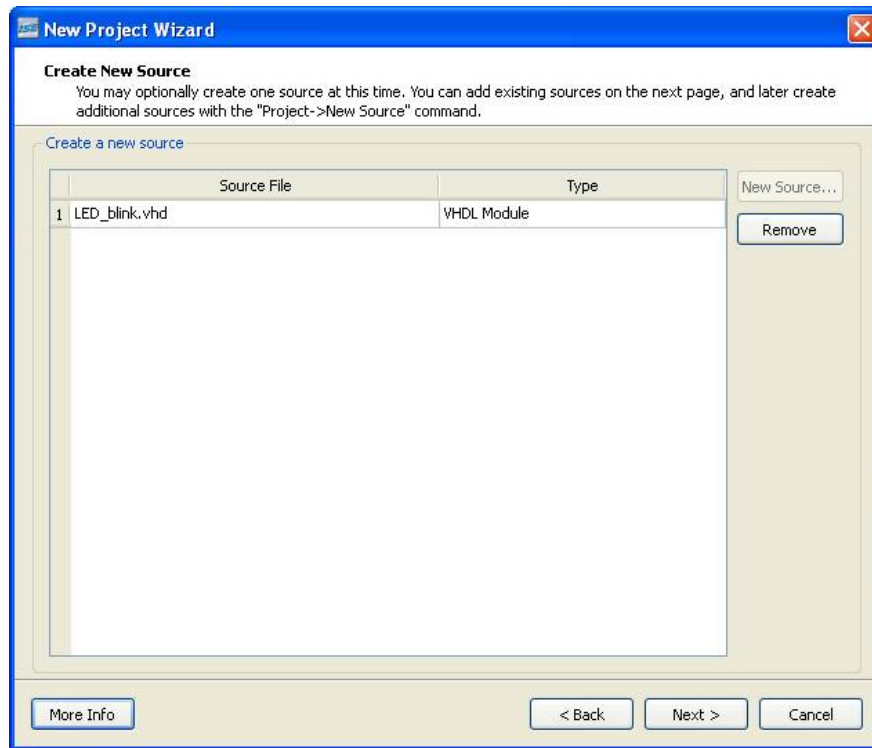 ISE New Project Wizard
Create New Source
You may optionally create one source at this time. You can add existing sources on the next page, and later create
additional sources with the "Project->New Source" command.
Create a new source
Source File Type New Source...
1 LED_blink.vhd VHDL Module
Remove
More Info < Back Next > Cancel